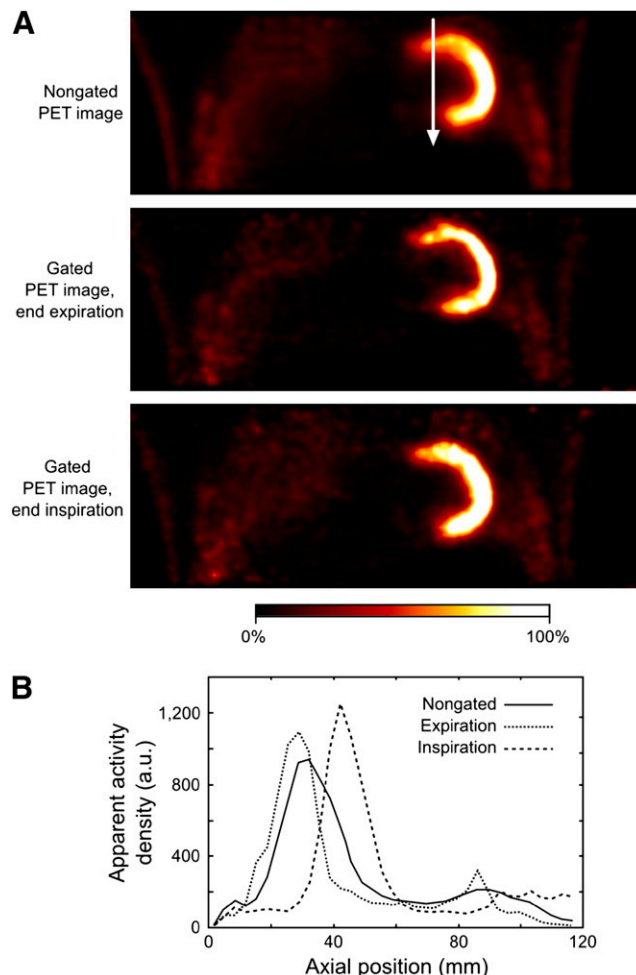 A
Nongated
PET image
Gated
PET image,
end expiration
Gated
PET image,
end inspiration
0%
100%
B
Apparent activity
density (a.u.)
1,200
800
400
0
Nongated
Expiration
Inspiration
0
40
80
120
Axial position (mm)